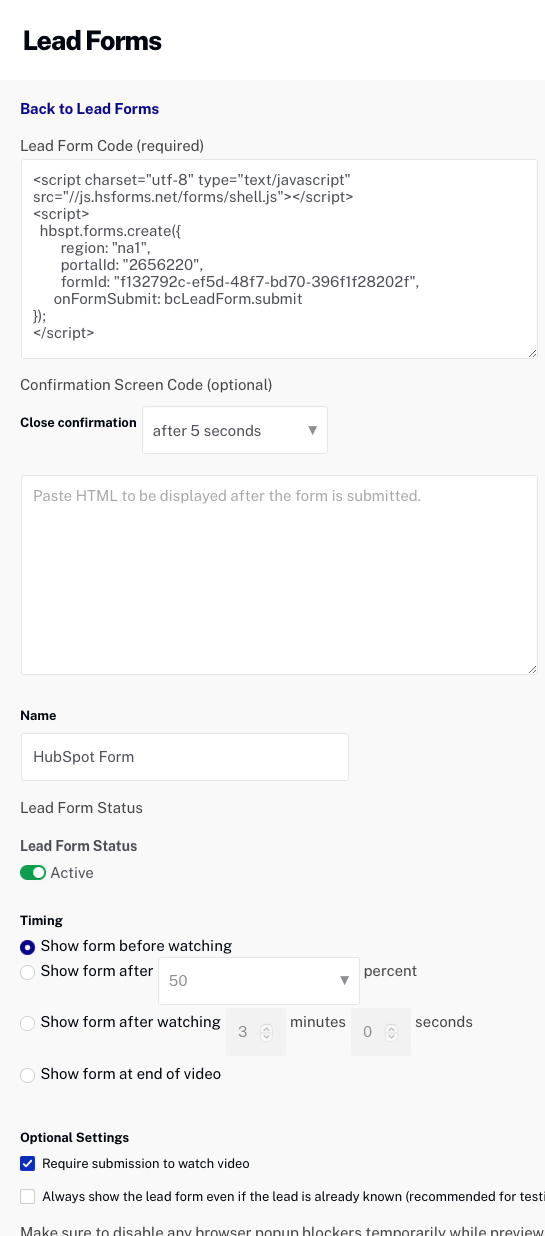 Lead Forms
Back to Lead Forms
Lead Form Code (required)
<script charset="utf-8" type="text/javascript"
src="//js.hsforms.net/forms/shell.js"></script>
<script>
hbspt.forms.create({
region: "na1",
portalId: "2656220",
formId: "f132792c-ef5d-48f7-bd70-396f1f28202f",
onFormSubmit: bcLeadForm.submit
});
</script>
Confirmation Screen Code (optional)
Close confirmation after 5 seconds
Paste HTML to be displayed after the form is submitted.
Name
HubSpot Form
Lead Form Status
Lead Form Status
Active
Timing
Show form before watching
Show form after 50 percent
Show form after watching 3 minutes 0 seconds
Show form at end of video
Optional Settings
Require submission to watch video
Always show the lead form even if the lead is already known (recommended for testi
Make sure to disable any browser popup blockers temporarily while preview